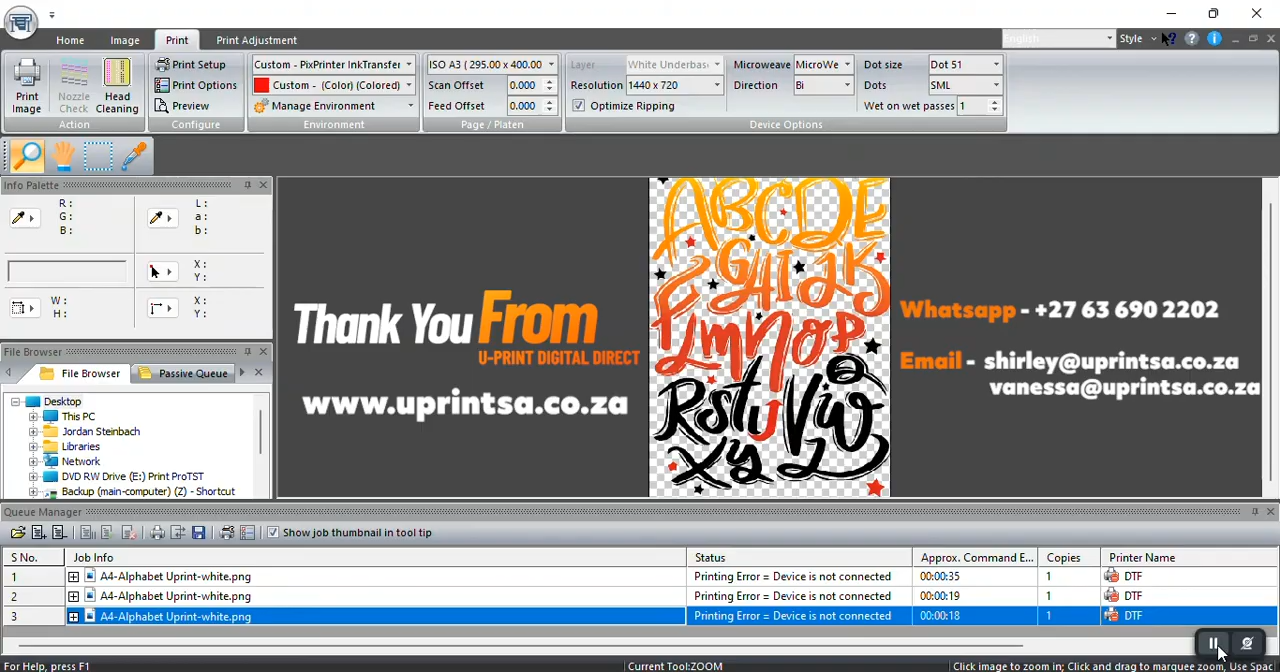 Home Image Print Print Adjustment English Style
Print Image Nozzle Check Head Cleaning Action
Print Setup
Print Options
Preview
Configure
Custom - PixPrinter InkTransfer
Custom - (Color) (Colored)
Manage Environment
Environment
ISO A3 ( 295.00 x 400.00
Scan Offset 0.000
Feed Offset 0.000
Page / Platen
Layer White Underbas Microweave MicroWe Dot size Dot 51
Resolution 1440 x 720 Direction Bi Dots SML
Optimize Ripping Wet on wet passes 1
Device Options
Info Palette
R :
G :
B :
L :
a :
b :
X :
Y :
W :
H :
X :
Y :
File Browser
File Browser Passive Queue
Desktop
This PC
Jordan Steinbach
Libraries
Network
DVD RW Drive (E:) Print ProTST
Backup (main-computer) (Z) - Shortcut
Thank You From
U-PRINT DIGITAL DIRECT
www.uprintsa.co.za
ABCDE
GHIJK
FlmNOP
Q
RstuVW
xyz
Whatsapp - +27 63 690 2202
Email - shirley@uprintsa.co.za
vanessa@uprintsa.co.za
Queue Manager
Show job thumbnail in tool tip
S No. Job Info Status Approx. Command E... Copies Printer Name
1 A4-Alphabet Uprint-white.png Printing Error = Device is not connected 00:00:35 1 DTF
2 A4-Alphabet Uprint-white.png Printing Error = Device is not connected 00:00:19 1 DTF
3 A4-Alphabet Uprint-white.png Printing Error = Device is not connected 00:00:18 1 DTF
For Help, press F1 Current Tool:ZOOM Click image to zoom in; Click and drag to marquee zoom, Use Spac